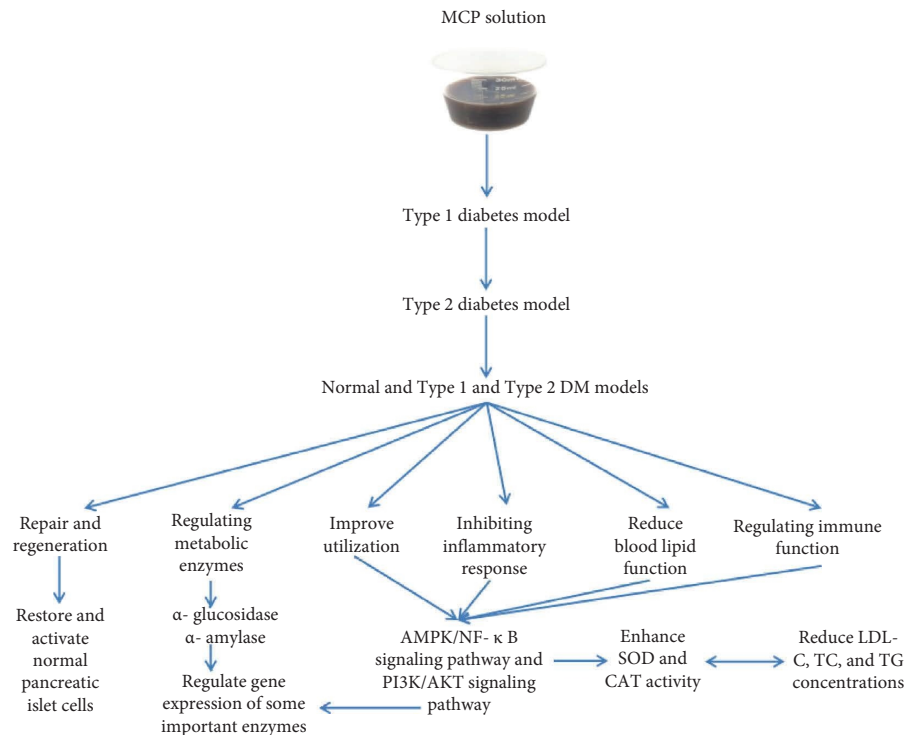 MCP solution
Type 1 diabetes model
Type 2 diabetes model
Normal and Type 1 and Type 2 DM models
Repair and
regeneration
Regulating
metabolic
enzymes
Improve
utilization
Inhibiting
inflammatory
response
Reduce
blood lipid
function
Regulating immune
function
Restore and
activate
normal
pancreatic
islet cells
α- glucosidase
α- amylase
Regulate gene
expression of some
important enzymes
AMPK/NF- κ B
signaling pathway and
PI3K/AKT signaling
pathway
Enhance
SOD and
CAT activity
Reduce LDL-
C, TC, and TG
concentrations